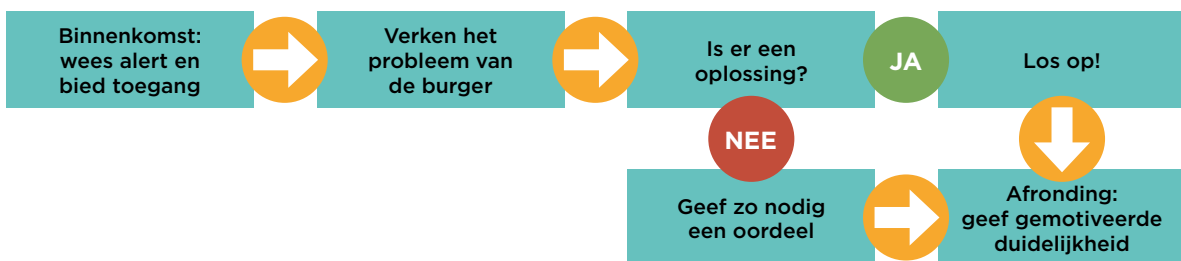 Binnenkomst:
wees alert en
bied toegang
Verken het
probleem van
de burger
Is er een
oplossing?
JA
Los op!
NEE
Geef zo nodig
een oordeel
Afronding:
geef gemotiveerde
duidelijkheid